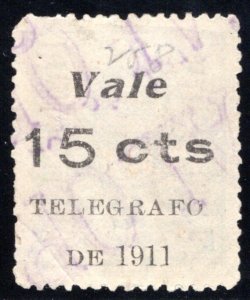 Vale
15 cts
TELEGRAFO
DE 1911